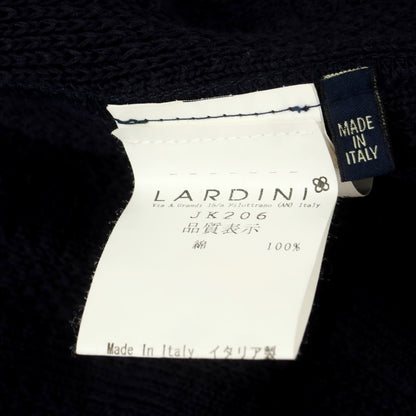 LARDINI
Via A Grandi 16/a Filottrano (AN) Italy
JK206
品質表示
綿 100%
Made In Italy イタリア製
MADE
IN
ITALY